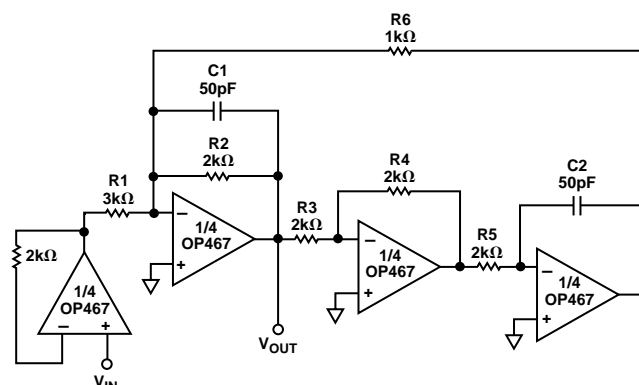 R6
1kΩ
C1
50pF
R2
2kΩ
R1
3kΩ
R3
2kΩ
R4
2kΩ
R5
2kΩ
C2
50pF
2kΩ
1/4
OP467
–
+
1/4
OP467
–
+
1/4
OP467
–
+
1/4
OP467
–
+
VOUT
VIN